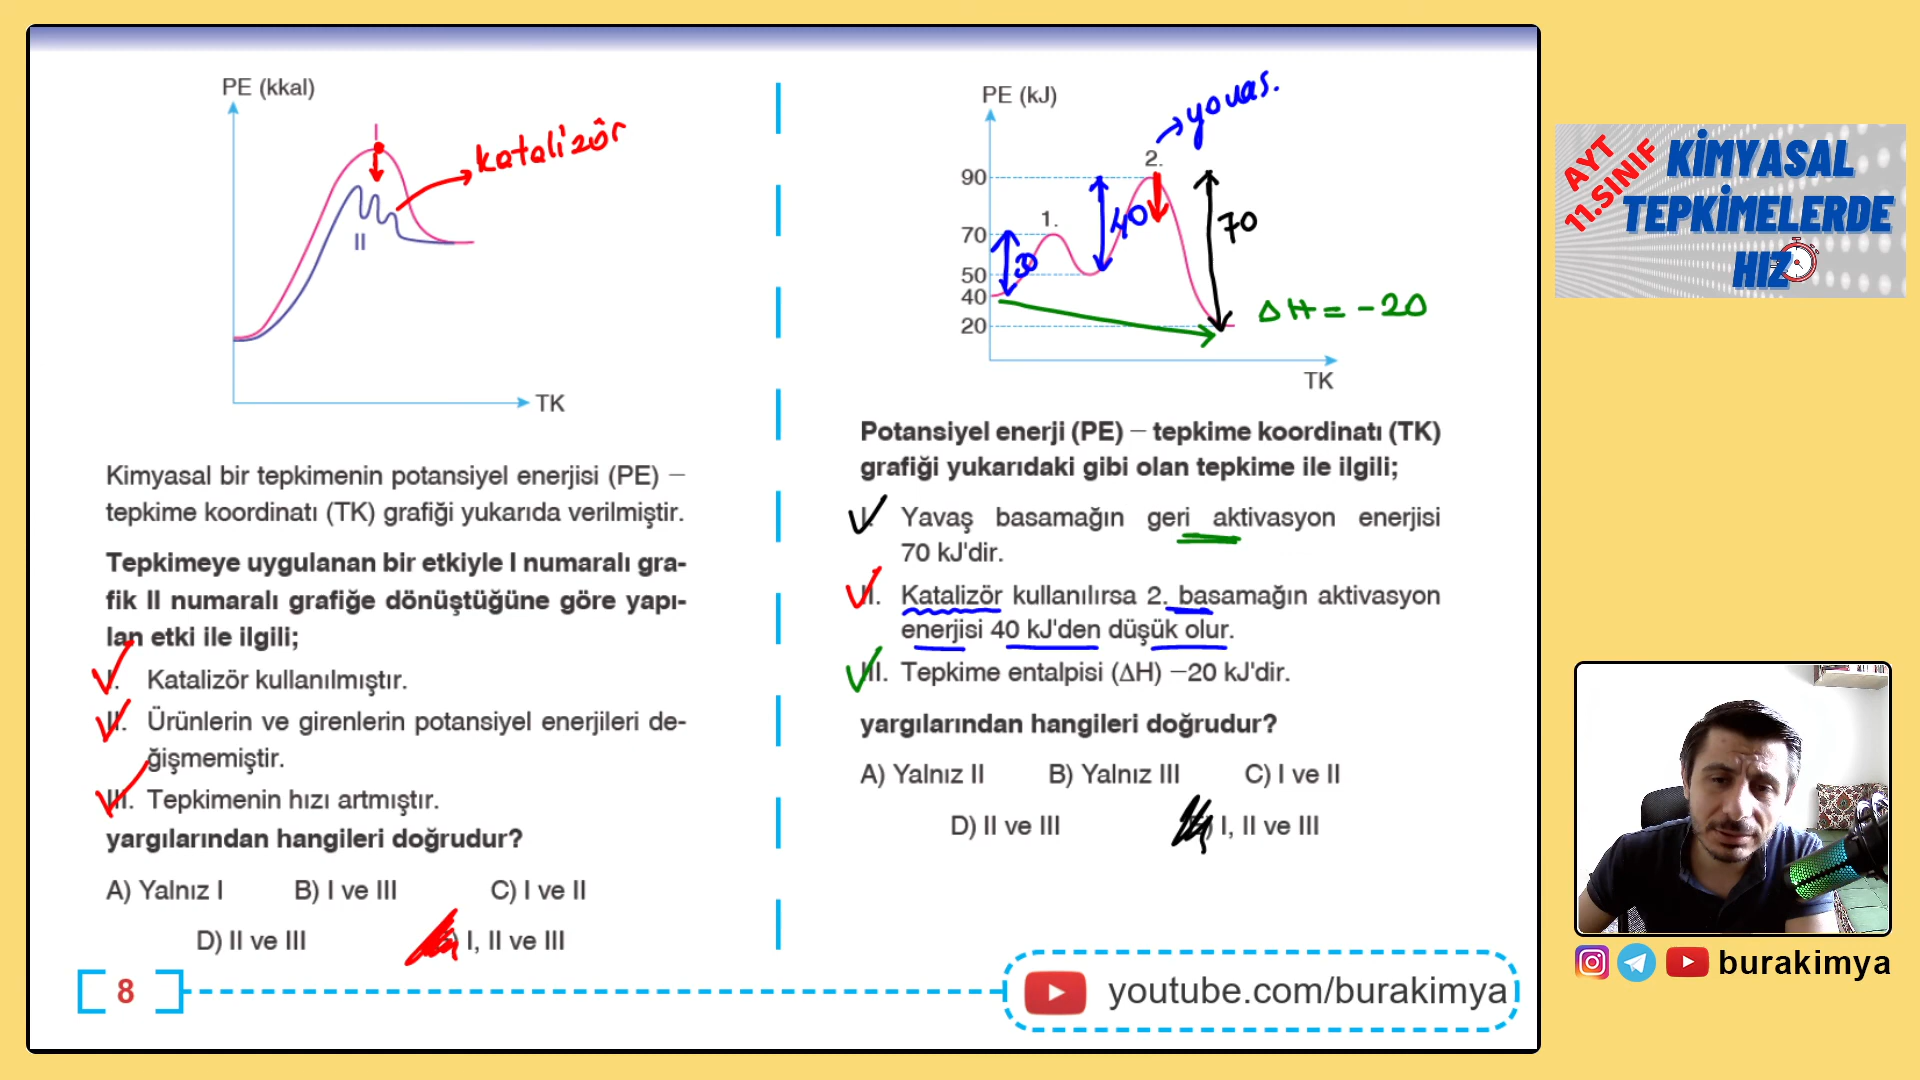 PE (kkal)
I
katalizör
II
TK
Kimyasal bir tepkimenin potansiyel enerjisi (PE) –
tepkime koordinatı (TK) grafiği yukarıda verilmiştir.
Tepkimeye uygulanan bir etkiyle I numaralı gra-
fik II numaralı grafiğe dönüştüğüne göre yapı-
lan etki ile ilgili;
I. Katalizör kullanılmıştır.
II. Ürünlerin ve girenlerin potansiyel enerjileri de-
ğişmemiştir.
III. Tepkimenin hızı artmıştır.
yargılarından hangileri doğrudur?
A) Yalnız I B) I ve III C) I ve II
D) II ve III I, II ve III
8
PE (kJ)
yavaş.
2.
90
1.
40
70
70
30
50
40
ΔH = -20
20
TK
Potansiyel enerji (PE) – tepkime koordinatı (TK)
grafiği yukarıdaki gibi olan tepkime ile ilgili;
I. Yavaş basamağın geri aktivasyon enerjisi
70 kJ'dir.
II. Katalizör kullanılırsa 2. basamağın aktivasyon
enerjisi 40 kJ'den düşük olur.
III. Tepkime entalpisi (ΔH) –20 kJ'dir.
yargılarından hangileri doğrudur?
A) Yalnız II B) Yalnız III C) I ve II
D) II ve III I, II ve III
youtube.com/burakimya
AYT
11.SINIF
KİMYASAL
TEPKİMELERDE
HIZ
burakimya